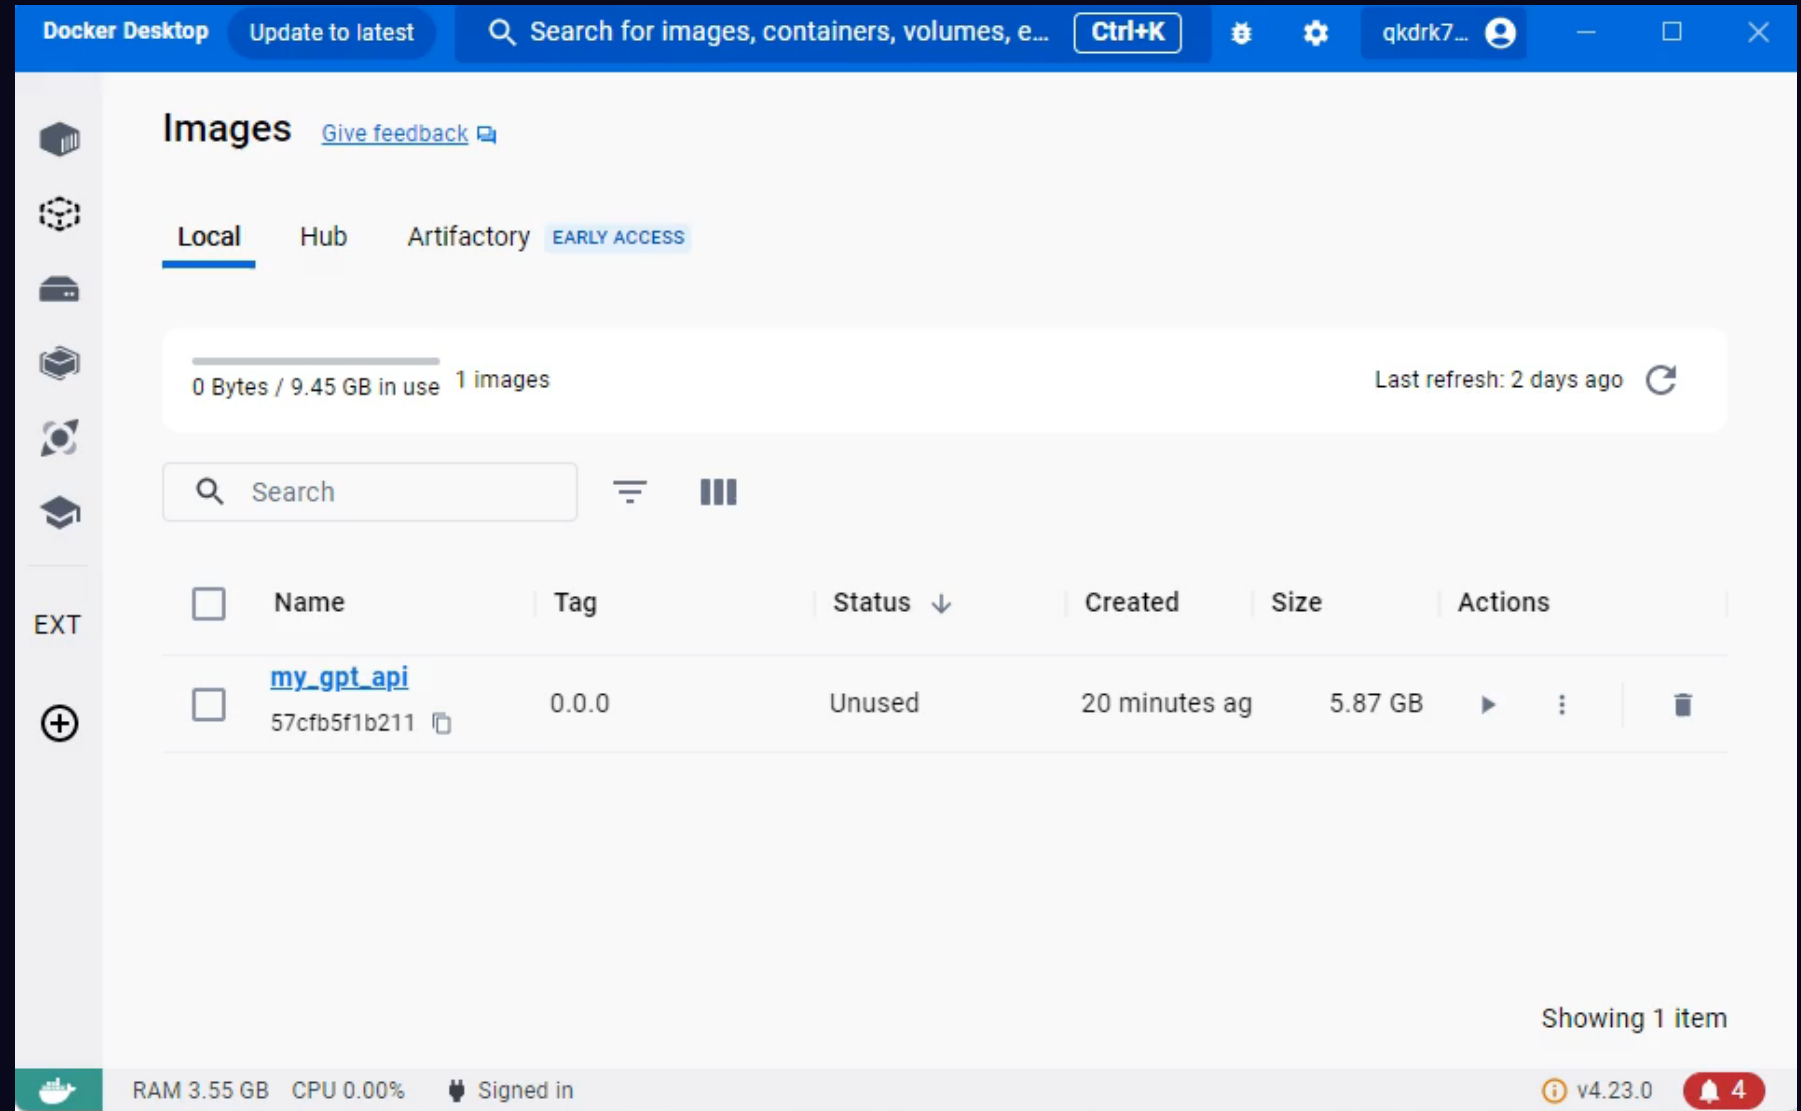 Docker Desktop Update to latest Search for images, containers, volumes, e... Ctrl+K qkdrk7...
Images Give feedback
Local Hub Artifactory EARLY ACCESS
0 Bytes / 9.45 GB in use 1 images Last refresh: 2 days ago
Search
Name Tag Status Created Size Actions
EXT
my_gpt_api
57cfb5f1b211
0.0.0 Unused 20 minutes ag 5.87 GB
Showing 1 item
RAM 3.55 GB CPU 0.00% Signed in v4.23.0 4